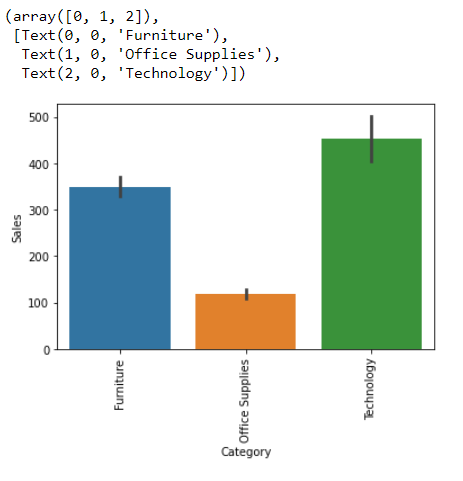 (array([0, 1, 2]),
 [Text(0, 0, 'Furniture'),
  Text(1, 0, 'Office Supplies'),
  Text(2, 0, 'Technology')])
500
400
300
200
100
0
Sales
Furniture
Office Supplies
Technology
Category